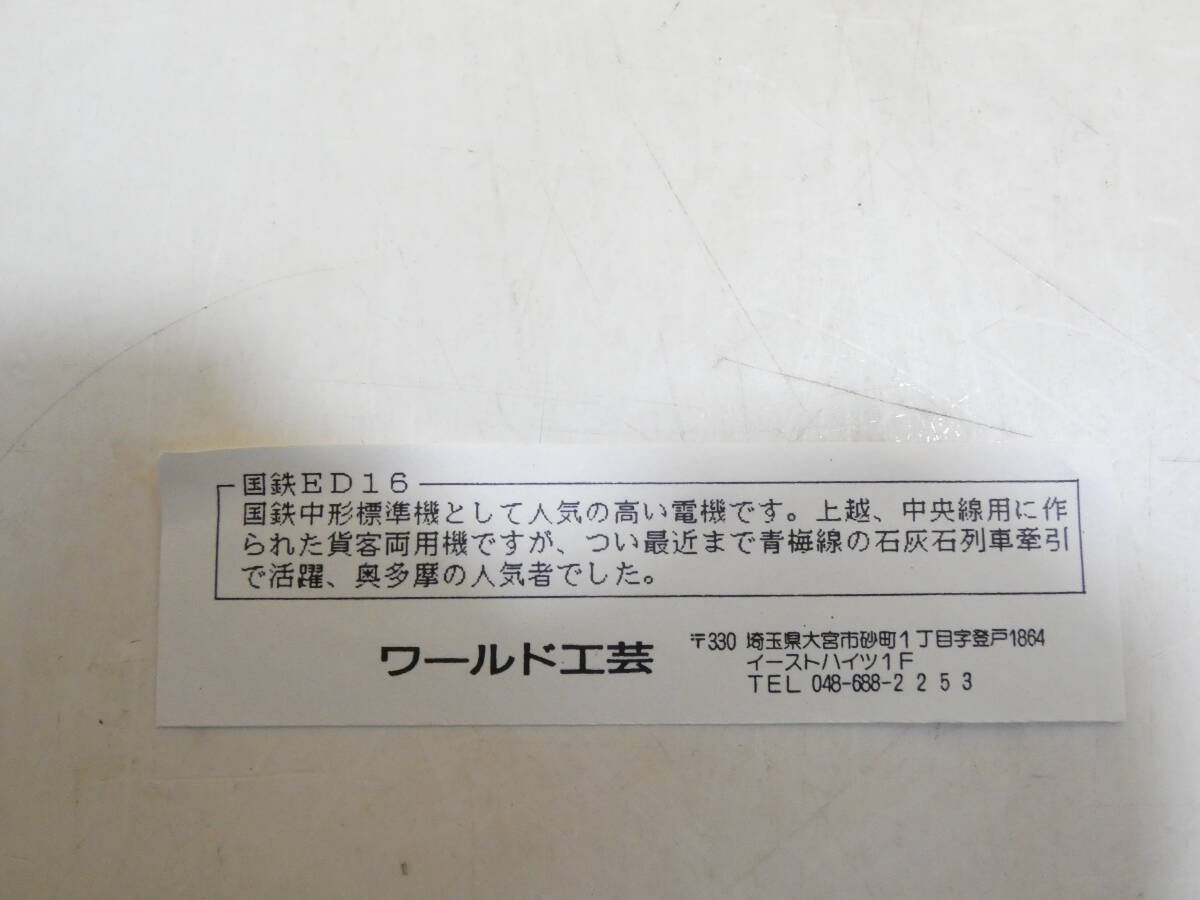 国鉄ED16
国鉄中形標準機として人気の高い電機です。上越、中央線用に作
られた貨客両用機ですが、つい最近まで青梅線の石灰石列車牽引
で活躍、奥多摩の人気者でした。
ワールド工芸
〒330 埼玉県大宮市砂町1丁目字登戸1864
イーストハイツ1F
TEL 048-688-2253